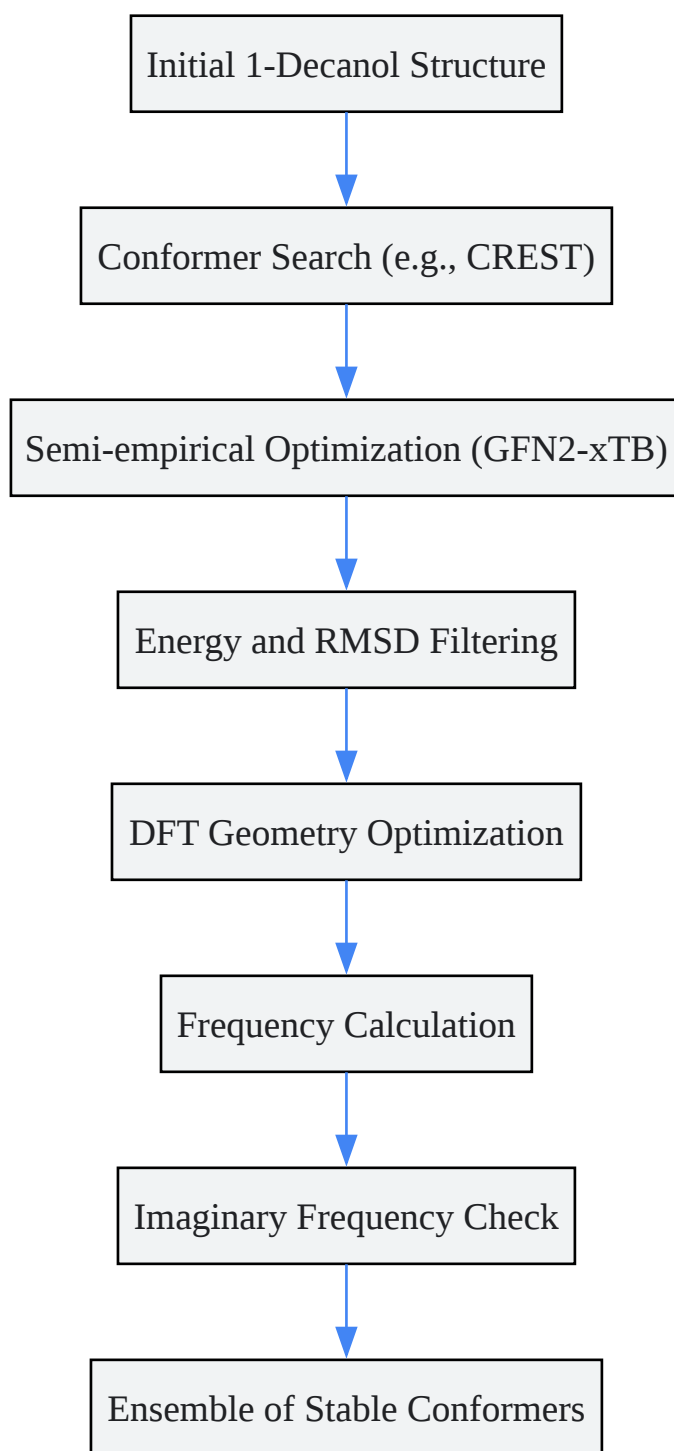 Initial 1-Decanol Structure
Conformer Search (e.g., CREST)
Semi-empirical Optimization (GFN2-xTB)
Energy and RMSD Filtering
DFT Geometry Optimization
Frequency Calculation
Imaginary Frequency Check
Ensemble of Stable Conformers